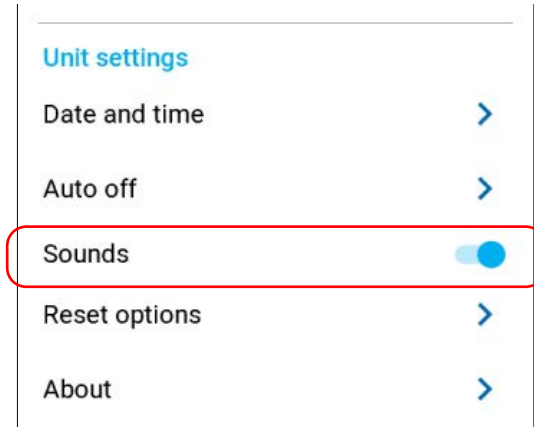 Unit settings
Date and time
Auto off
Sounds
Reset options
About